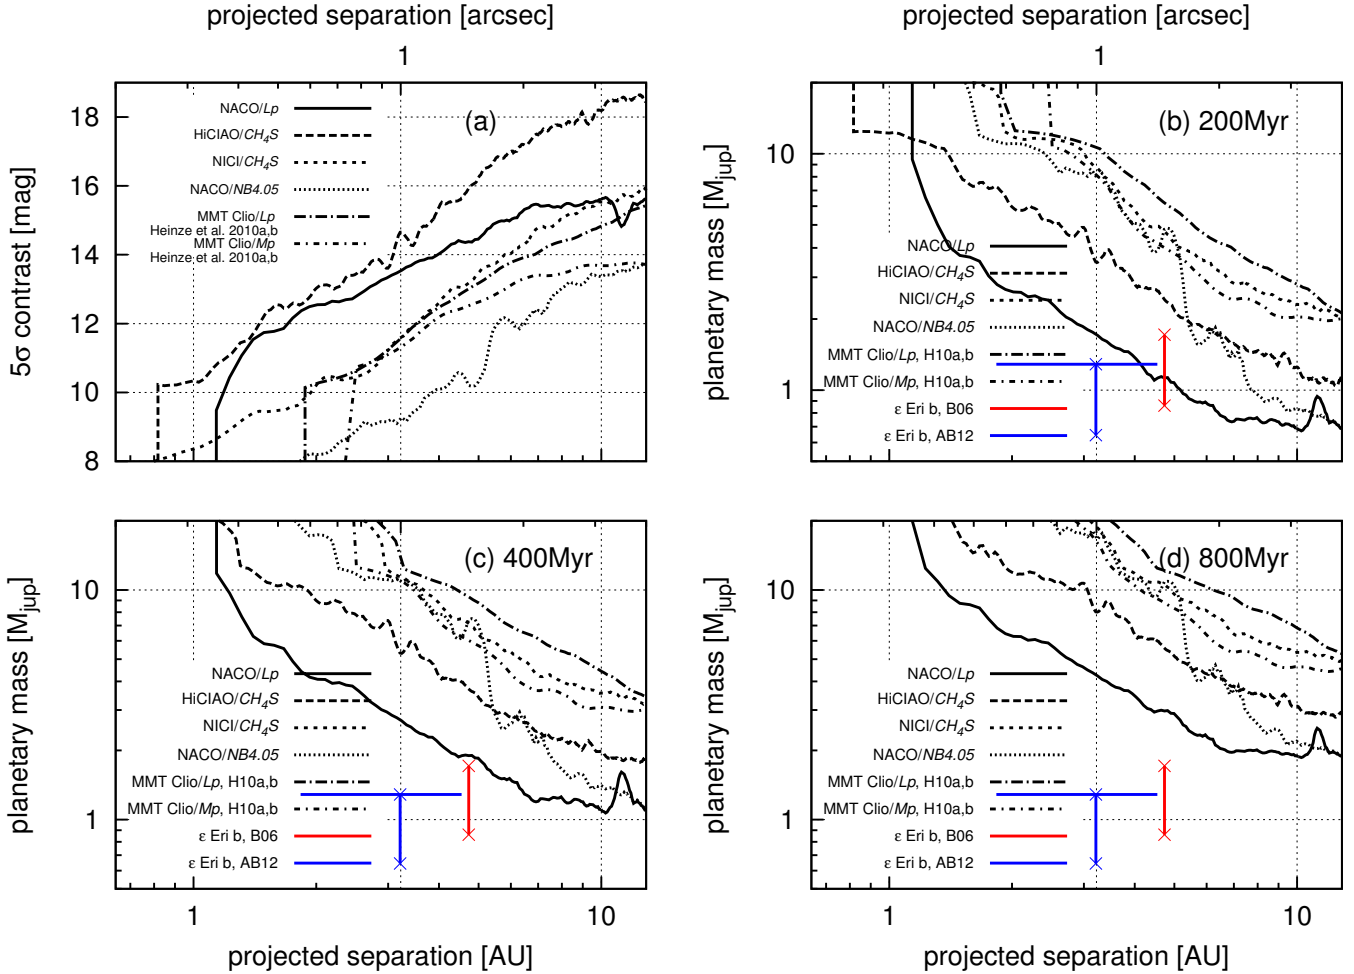 projected separation [arcsec]
1
5σ contrast [mag]
18
16
14
12
10
8
(a)
NACO/Lp
HiCIAO/CH4S
NICI/CH4S
NACO/NB4.05
MMT Clio/Lp
Heinze et al. 2010a,b
MMT Clio/Mp
Heinze et al. 2010a,b
projected separation [arcsec]
1
planetary mass [Mjup]
10
1
(b) 200Myr
NACO/Lp
HiCIAO/CH4S
NICI/CH4S
NACO/NB4.05
MMT Clio/Lp, H10a,b
MMT Clio/Mp, H10a,b
ε Eri b, B06
ε Eri b, AB12
planetary mass [Mjup]
10
1
(c) 400Myr
NACO/Lp
HiCIAO/CH4S
NICI/CH4S
NACO/NB4.05
MMT Clio/Lp, H10a,b
MMT Clio/Mp, H10a,b
ε Eri b, B06
ε Eri b, AB12
1 10
projected separation [AU]
planetary mass [Mjup]
10
1
(d) 800Myr
NACO/Lp
HiCIAO/CH4S
NICI/CH4S
NACO/NB4.05
MMT Clio/Lp, H10a,b
MMT Clio/Mp, H10a,b
ε Eri b, B06
ε Eri b, AB12
1 10
projected separation [AU]